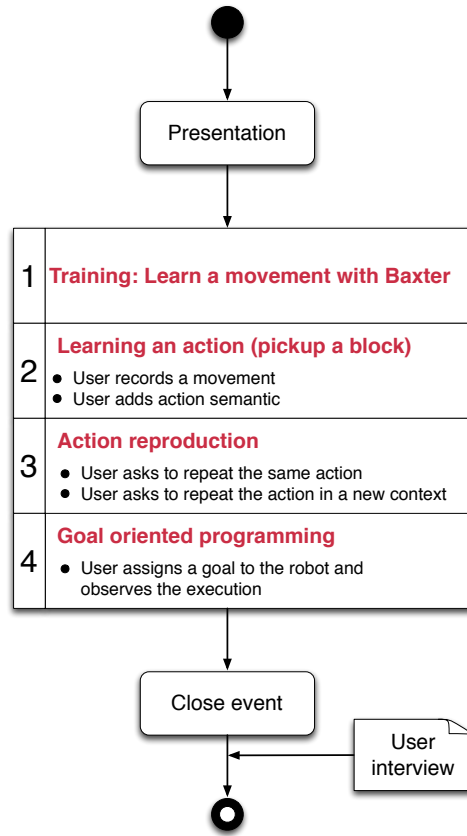 Presentation
1
Training: Learn a movement with Baxter
2
Learning an action (pickup a block)
● User records a movement
● User adds action semantic
3
Action reproduction
● User asks to repeat the same action
● User asks to repeat the action in a new context
4
Goal oriented programming
● User assigns a goal to the robot and
observes the execution
Close event
User
interview